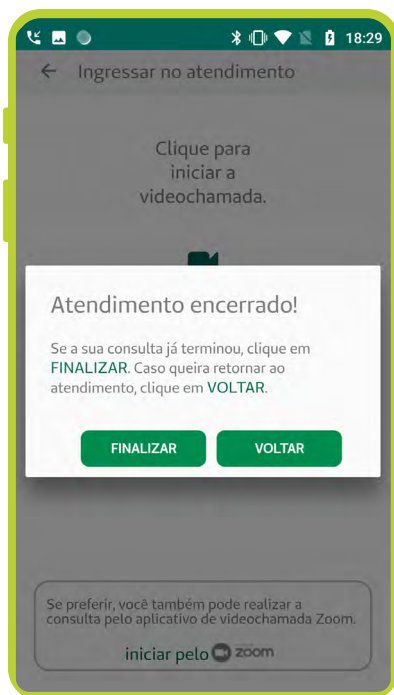 18:29
Ingressar no atendimento
Clique para
iniciar a
videochamada.
Atendimento encerrado!
Se a sua consulta já terminou, clique em
FINALIZAR. Caso queira retornar ao
atendimento, clique em VOLTAR.
FINALIZAR VOLTAR
Se preferir, você também pode realizar a
consulta pelo aplicativo de videochamada Zoom.
iniciar pelo zoom